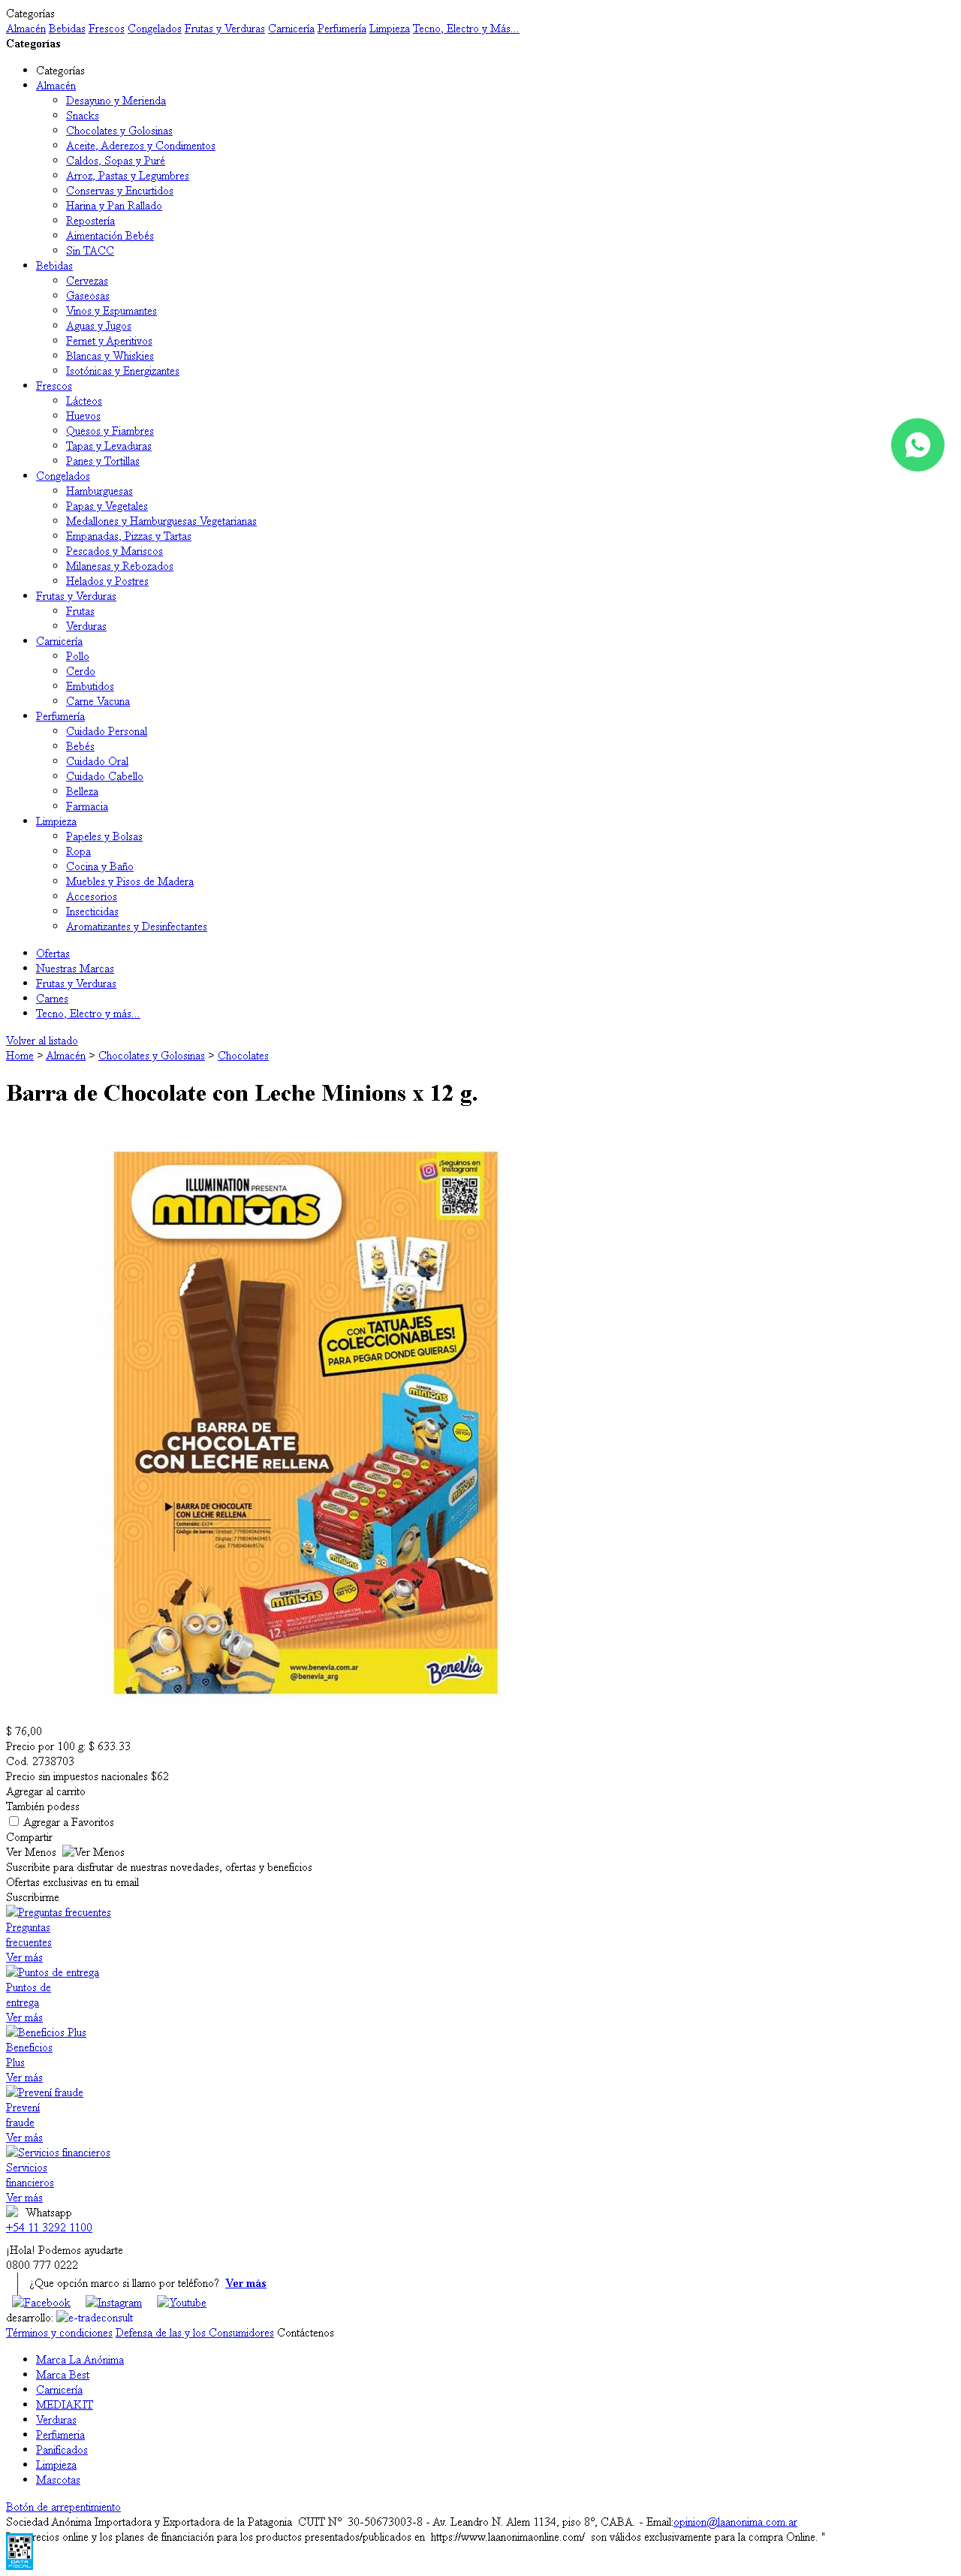 Categorías
Almacén Bebidas Frescos Congelados Frutas y Verduras Carnicería Perfumería Limpieza Tecno, Electro y Más...
Categorías
Categorías
Almacén
Desayuno y Merienda
Snacks
Chocolates y Golosinas
Aceite, Aderezos y Condimentos
Caldos, Sopas y Puré
Arroz, Pastas y Legumbres
Conservas y Encurtidos
Harina y Pan Rallado
Repostería
Aimentación Bebés
Sin TACC
Bebidas
Cervezas
Gaseosas
Vinos y Espumantes
Aguas y Jugos
Fernet y Aperitivos
Blancas y Whiskies
Isotónicas y Energizantes
Frescos
Lácteos
Huevos
Quesos y Fiambres
Tapas y Levaduras
Panes y Tortillas
Congelados
Hamburguesas
Papas y Vegetales
Medallones y Hamburguesas Vegetarianas
Empanadas, Pizzas y Tartas
Pescados y Mariscos
Milanesas y Rebozados
Helados y Postres
Frutas y Verduras
Frutas
Verduras
Carnicería
Pollo
Cerdo
Embutidos
Carne Vacuna
Perfumería
Cuidado Personal
Bebés
Cuidado Oral
Cuidado Cabello
Belleza
Farmacia
Limpieza
Papeles y Bolsas
Ropa
Cocina y Baño
Muebles y Pisos de Madera
Accesorios
Insecticidas
Aromatizantes y Desinfectantes
Ofertas
Nuestras Marcas
Frutas y Verduras
Carnes
Tecno, Electro y más...
Volver al listado
Home > Almacén > Chocolates y Golosinas > Chocolates
Barra de Chocolate con Leche Minions x 12 g.
¡Seguinos en
Instagram!
ILLUMINATION PRESENTA
minions
CON TATUAJES
COLECCIONABLES!
PARA PEGAR DONDE QUIERAS!
minions
BARRA DE
CHOCOLATE
CON LECHE RELLENA
BARRA DE CHOCOLATE
CON LECHE RELLENA
minions
minions
12g
www.benevia.com.ar
@benevia_arg
BeneVia
$ 76,00
Precio por 100 g: $ 633.33
Cod. 2738703
Precio sin impuestos nacionales $62
Agregar al carrito
También podess
Agregar a Favoritos
Compartir
Ver Menos Ver Menos
Suscribite para disfrutar de nuestras novedades, ofertas y beneficios
Ofertas exclusivas en tu email
Suscribirme
Preguntas frecuentes
Preguntas
frecuentes
Ver más
Puntos de entrega
Puntos de
entrega
Ver más
Beneficios Plus
Beneficios
Plus
Ver más
Prevení fraude
Prevení
fraude
Ver más
Servicios financieros
Servicios
financieros
Ver más
Whatsapp
+54 11 3292 1100
¡Hola! Podemos ayudarte
0800 777 0222
¿Que opción marco si llamo por teléfono? Ver más
Facebook Instagram Youtube
desarrollo: e-tradeconsult
Términos y condiciones Defensa de las y los Consumidores Contáctenos
Marca La Anónima
Marca Best
Carnicería
MEDIAKIT
Verduras
Perfumeria
Panificados
Limpieza
Mascotas
Botón de arrepentimiento
Sociedad Anónima Importadora y Exportadora de la Patagonia CUIT Nº 30-50673003-8 - Av. Leandro N. Alem 1134, piso 8º, CABA. - Email:opinion@laanonima.com.ar
recios online y los planes de financiación para los productos presentados/publicados en https://www.laanonimaonline.com/ son válidos exclusivamente para la compra Online. "
DATA
FISCAL